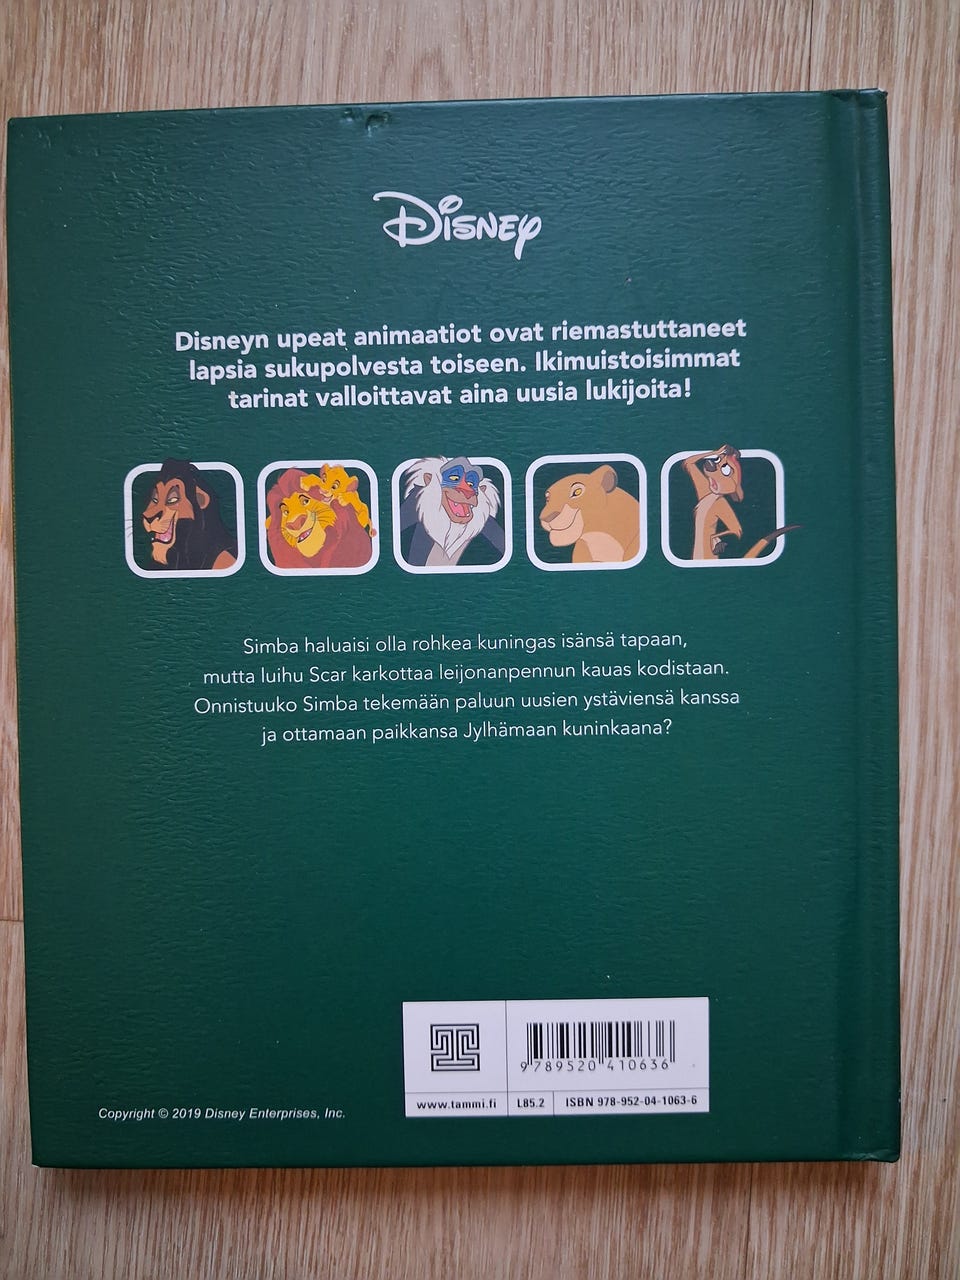 Disney
Disneyn upeat animaatiot ovat riemastuttaneet
lapsia sukupolvesta toiseen. Ikimuistoisimmat
tarinat valloittavat aina uusia lukijoita!
Simba haluaisi olla rohkea kuningas isänsä tapaan,
mutta luihu Scar karkottaa leijonanpennun kauas kodistaan.
Onnistuuko Simba tekemään paluun uusien ystäviensä kanssa
ja ottamaan paikkansa Jylhämaan kuninkaana?
9 789520 410636
www.tammi.fi L85.2 ISBN 978-952-04-1063-6
Copyright © 2019 Disney Enterprises, Inc.